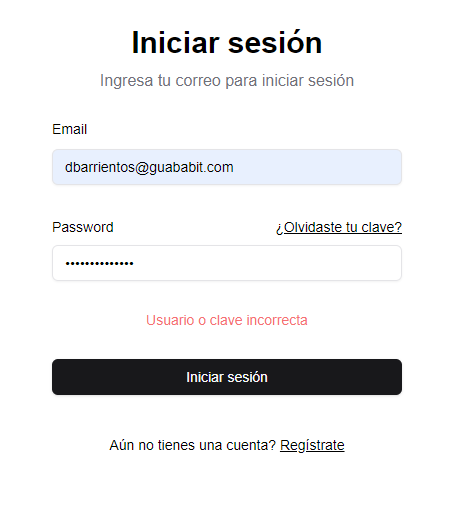 Iniciar sesión
Ingresa tu correo para iniciar sesión
Email
dbarrientos@guababit.com
Password ¿Olvidaste tu clave?
••••••••••••••
Usuario o clave incorrecta
Iniciar sesión
Aún no tienes una cuenta? Regístrate